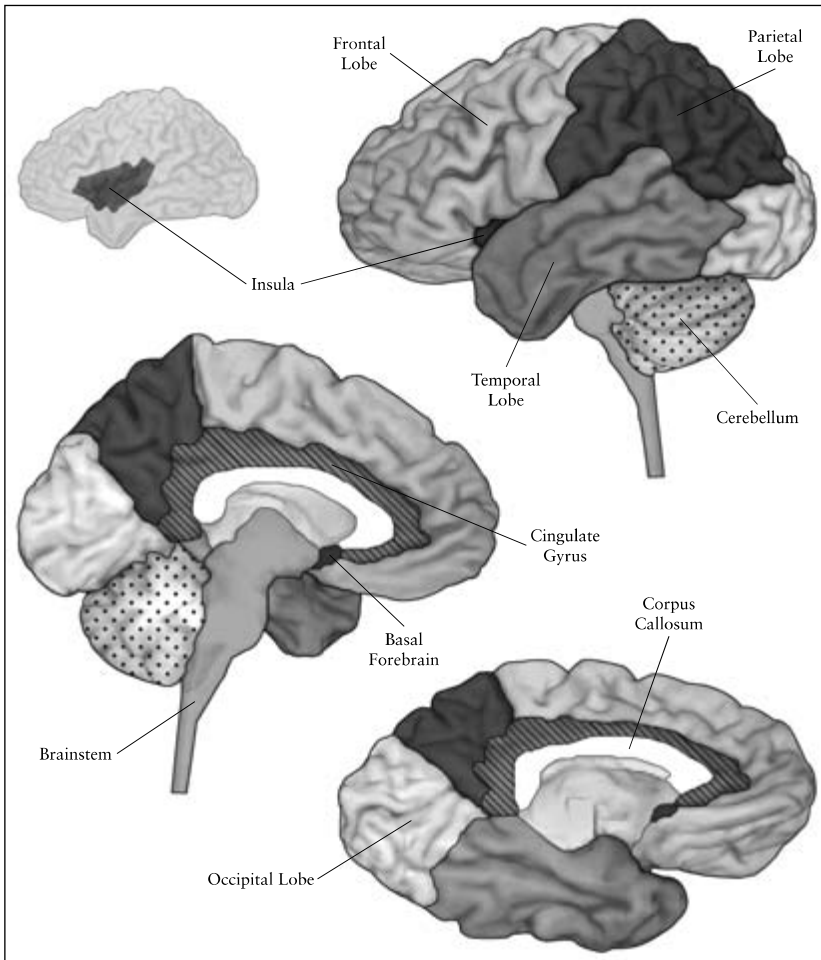 Frontal
Lobe
Parietal
Lobe
Insula
Temporal
Lobe
Cerebellum
Cingulate
Gyrus
Basal
Forebrain
Corpus
Callosum
Brainstem
Occipital Lobe